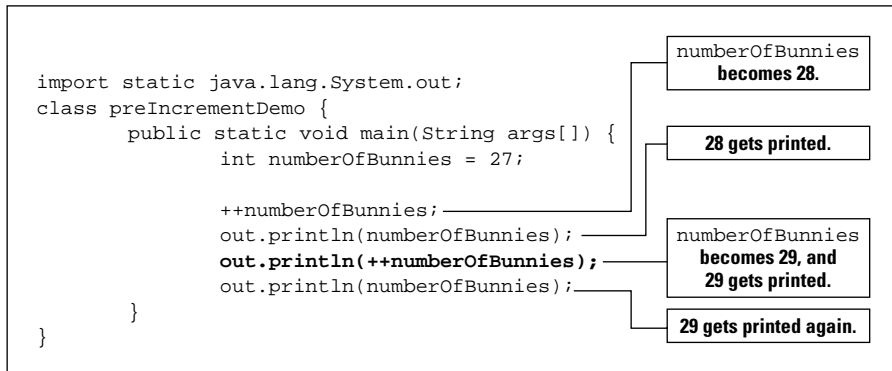 import static java.lang.System.out;
class preIncrementDemo {
public static void main(String args[]) {
int numberOfBunnies = 27;
++numberOfBunnies;
out.println(numberOfBunnies);
out.println(++numberOfBunnies);
out.println(numberOfBunnies);
}
}
numberOfBunnies
becomes 28.
28 gets printed.
numberOfBunnies
becomes 29, and
29 gets printed.
29 gets printed again.